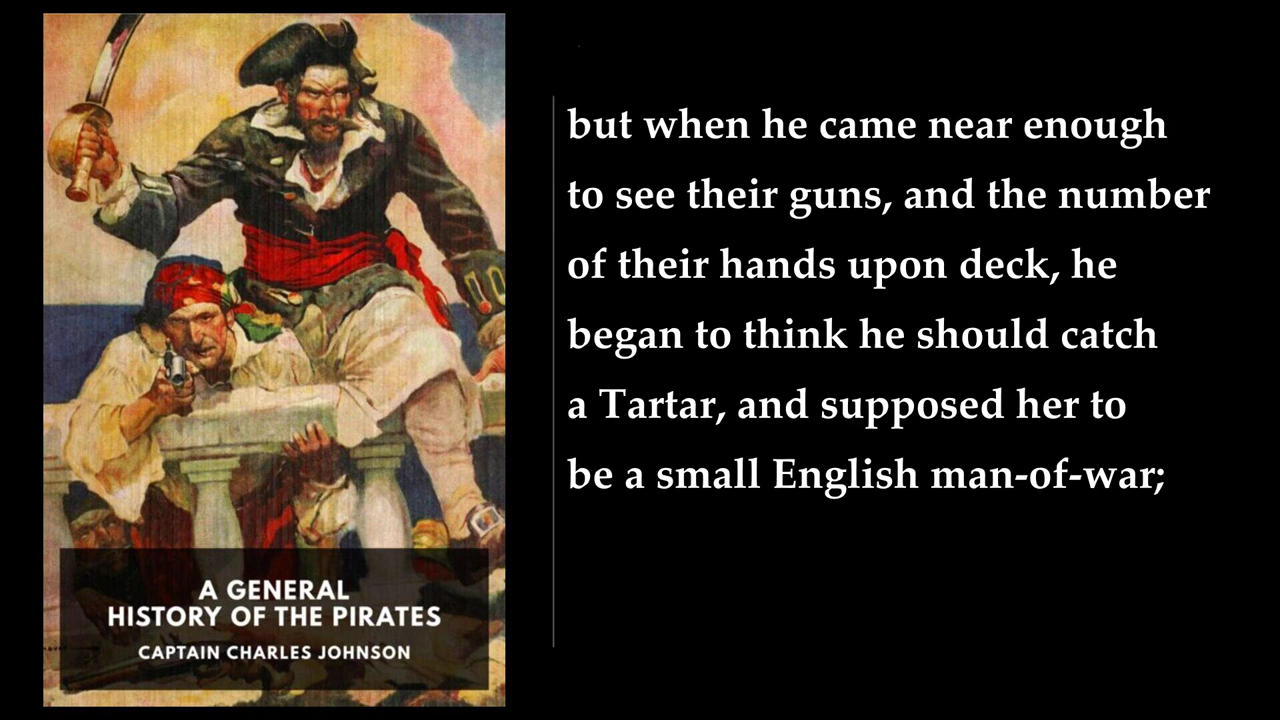 A GENERAL
HISTORY OF THE PIRATES
CAPTAIN CHARLES JOHNSON
but when he came near enough
to see their guns, and the number
of their hands upon deck, he
began to think he should catch
a Tartar, and supposed her to
be a small English man-of-war;